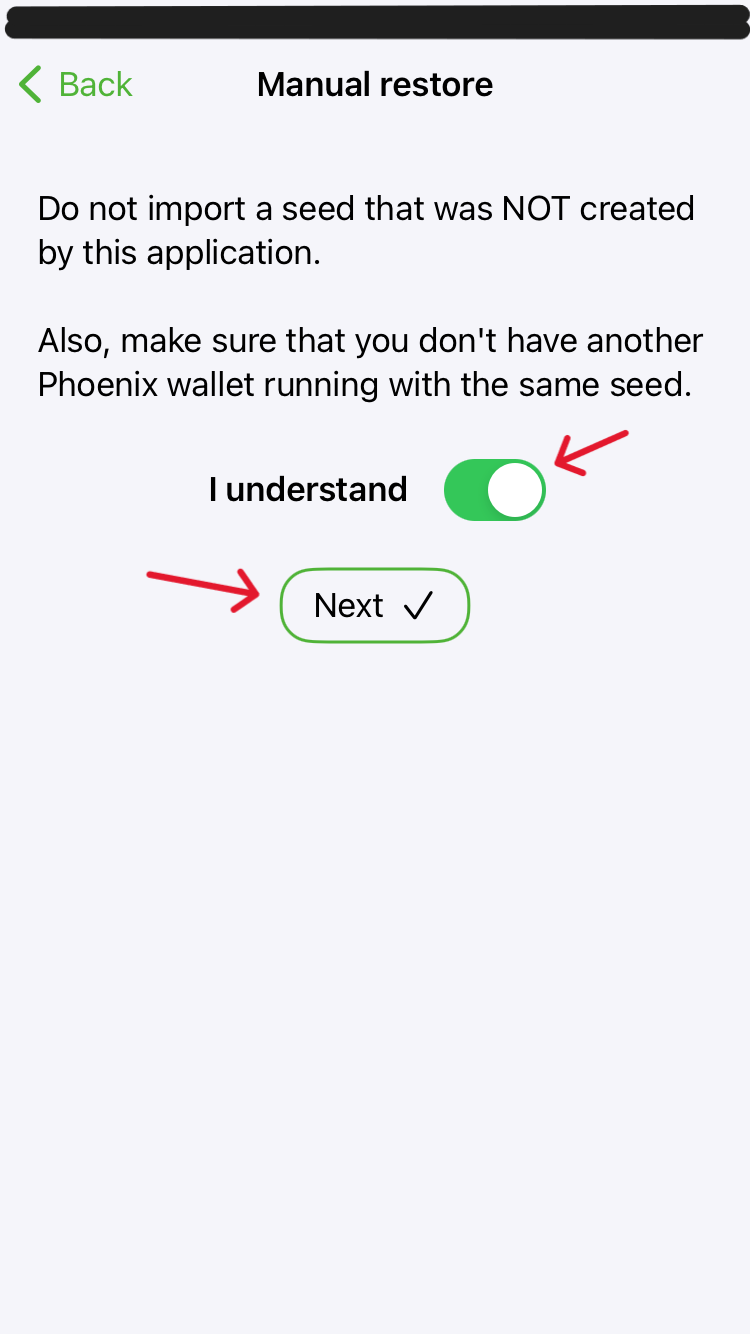 Back
Manual restore
Do not import a seed that was NOT created
by this application.
Also, make sure that you don't have another
Phoenix wallet running with the same seed.
I understand
Next